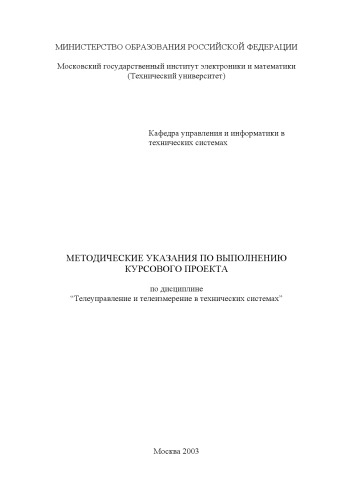 МИНИСТЕРСТВО ОБРАЗОВАНИЯ РОССИЙСКОЙ ФЕДЕРАЦИИ
Московский государственный институт электроники и математики
(Технический университет)
Кафедра управления и информатики в
технических системах
МЕТОДИЧЕСКИЕ УКАЗАНИЯ ПО ВЫПОЛНЕНИЮ
КУРСОВОГО ПРОЕКТА
по дисциплине
“Телеуправление и телеизмерение в технических системах”
Москва 2003